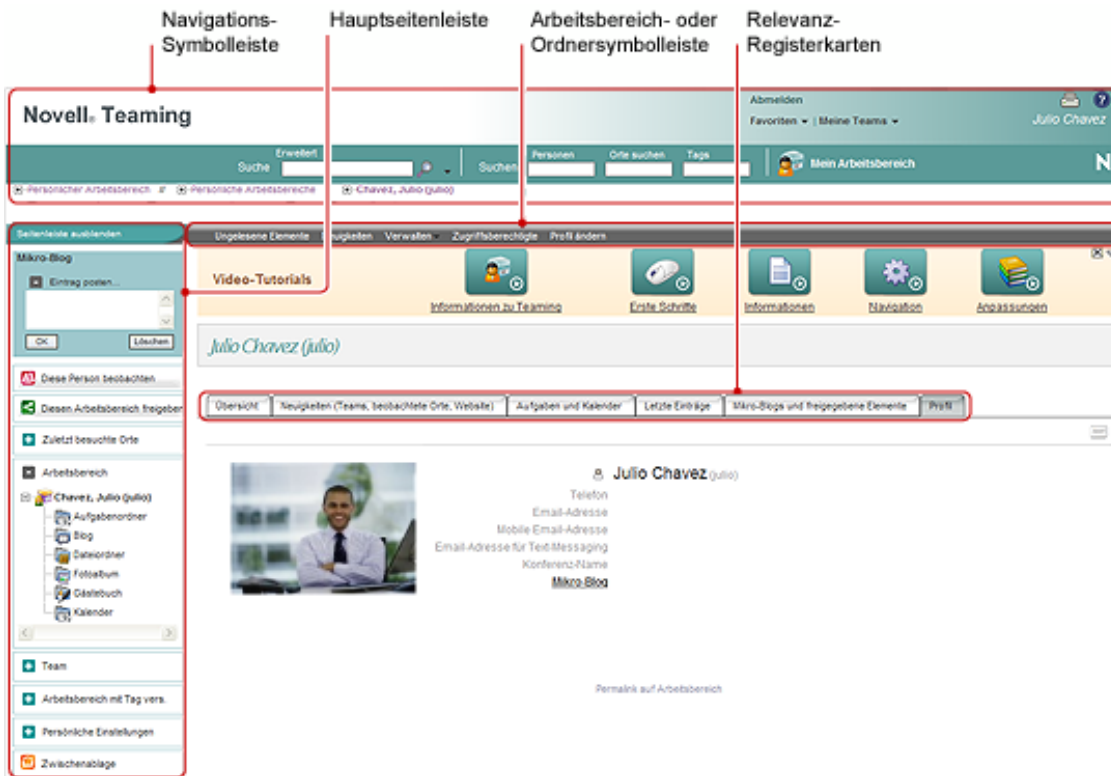 Navigations-
Symbolleiste
Hauptseitenleiste
Arbeitsbereich- oder
Ordnersymbolleiste
Relevanz-
Registerkarten
Novell® Teaming
Abmelden
Favoriten | Meine Teams
Julio Chavez
Erweitert
Suche
Suchen
Personen
Orte suchen
Tags
Mein Arbeitsbereich
N
Persönlicher Arbeitsbereich // Persönliche Arbeitsbereiche
Chavez, Julio (julio)
Seitenleiste ausblenden
Ungelesene Elemente Neuigkeiten Verwalten Zugriffsberechtigte Profil ändern
Mikro-Blog
Eintrag posten...
OK
Löschen
Video-Tutorials
Informationen zu Teaming
Erste Schritte
Informationen
Navigation
Anpassungen
Julio Chavez (julio)
Diese Person beobachten
Diesen Arbeitsbereich freigeben
Zuletzt besuchte Orte
Arbeitsbereich
Chavez, Julio (julio)
Aufgabenordner
Blog
Dateiordner
Fotoalbum
Gästebuch
Kalender
Team
Arbeitsbereich mit Tag vers.
Persönliche Einstellungen
Zwischenablage
Übersicht
Neuigkeiten (Teams, beobachtete Orte, Website)
Aufgaben und Kalender
Letzte Einträge
Mikro-Blogs und freigegebene Elemente
Profil
Julio Chavez (julio)
Telefon
Email-Adresse
Mobile Email-Adresse
Email-Adresse für Text-Messaging
Konferenz-Name
Mikro-Blog
Permalink auf Arbeitsbereich